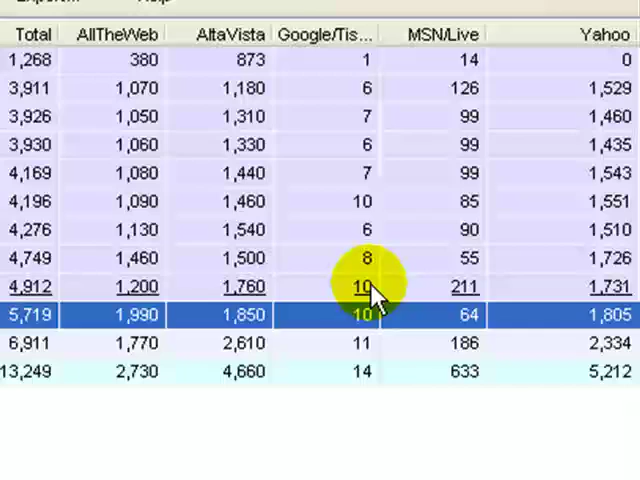 Total AllTheWeb AltaVista Google/Tis... MSN/Live Yahoo
1,268 380 873 1 14 0
3,911 1,070 1,180 6 126 1,529
3,926 1,050 1,310 7 99 1,460
3,930 1,060 1,330 6 99 1,435
4,169 1,080 1,440 7 99 1,543
4,196 1,090 1,460 10 85 1,551
4,276 1,130 1,540 6 90 1,510
4,749 1,460 1,500 8 55 1,726
4,912 1,200 1,760 10 211 1,731
5,719 1,990 1,850 10 64 1,805
6,911 1,770 2,610 11 186 2,334
13,249 2,730 4,660 14 633 5,212